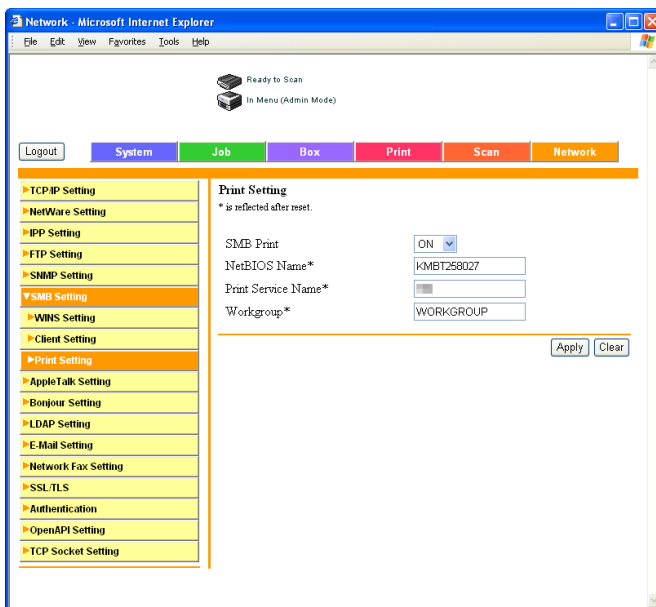 Network - Microsoft Internet Explorer
File Edit View Favorites Tools Help
Ready to Scan
In Menu (Admin Mode)
Logout System Job Box Print Scan Network
TCP/IP Setting
NetWare Setting
IPP Setting
FTP Setting
SNMP Setting
SMB Setting
WINS Setting
Client Setting
Print Setting
AppleTalk Setting
Bonjour Setting
LDAP Setting
E-Mail Setting
Network Fax Setting
SSL/TLS
Authentication
OpenAPI Setting
TCP Socket Setting
Print Setting
* is reflected after reset.
SMB Print ON
NetBIOS Name* KMBT258027
Print Service Name*
Workgroup* WORKGROUP
Apply Clear